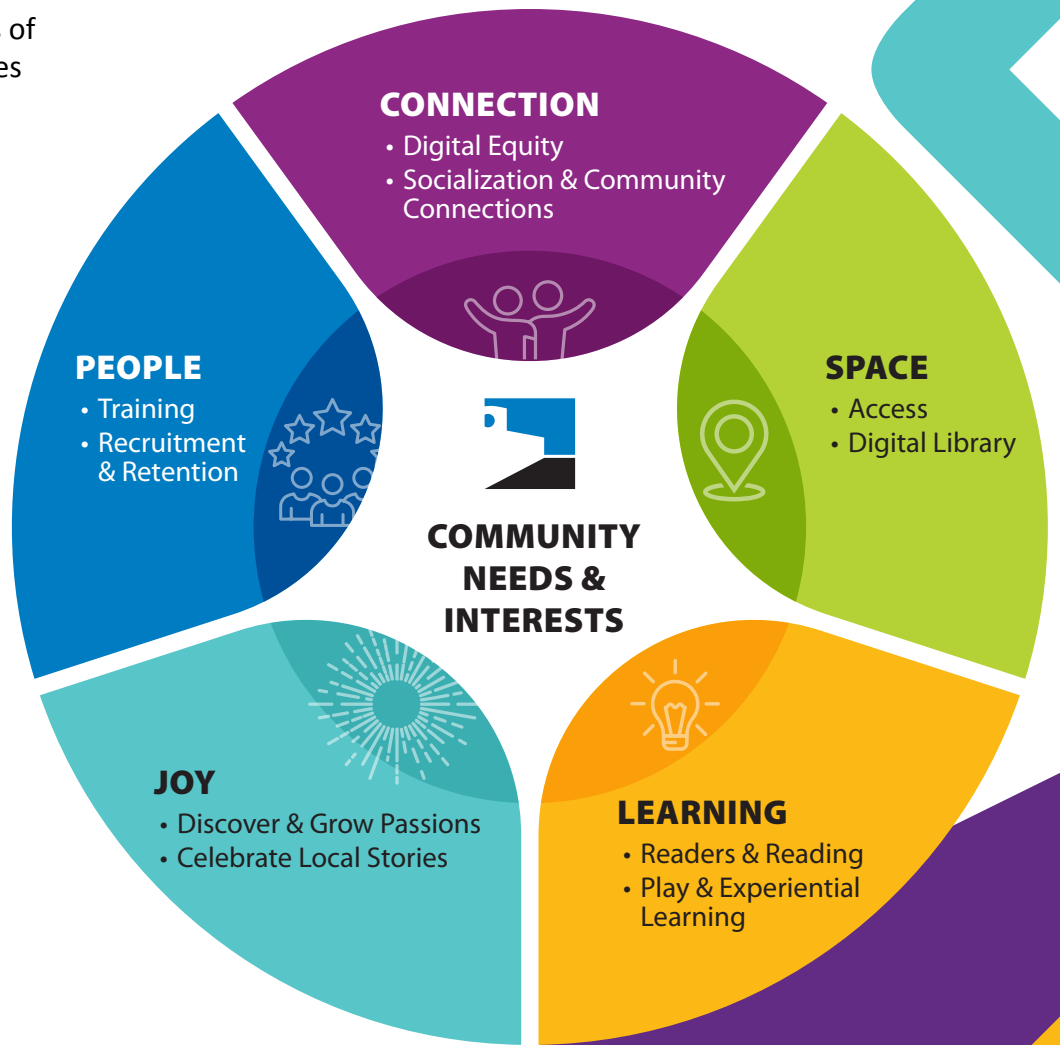 of
es
CONNECTION
• Digital Equity
• Socialization & Community
Connections
PEOPLE
• Training
• Recruitment
& Retention
SPACE
• Access
• Digital Library
COMMUNITY
NEEDS &
INTERESTS
JOY
• Discover & Grow Passions
• Celebrate Local Stories
LEARNING
• Readers & Reading
• Play & Experiential
Learning